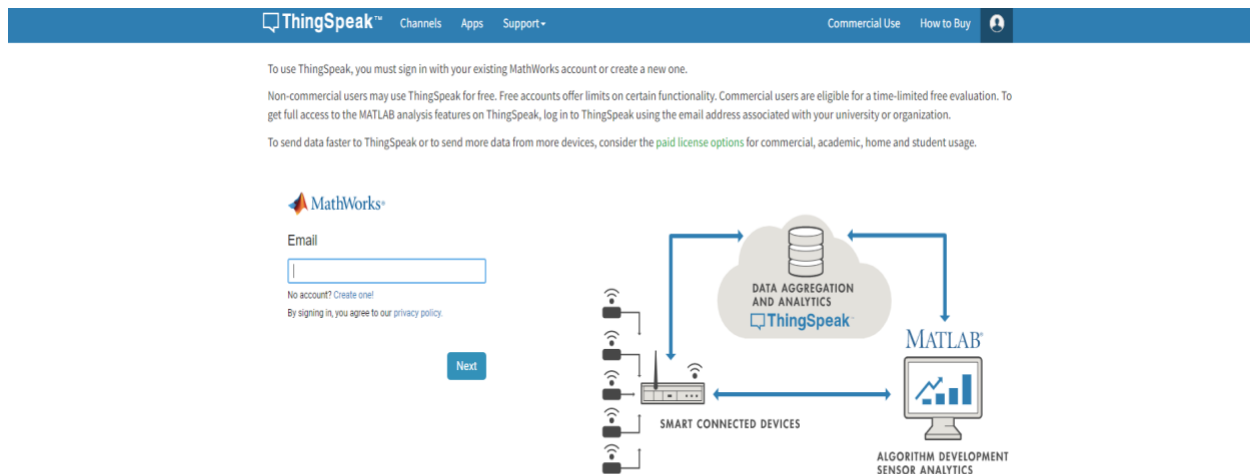 ThingSpeak™ Channels Apps Support Commercial Use How to Buy
To use ThingSpeak, you must sign in with your existing MathWorks account or create a new one.
Non-commercial users may use ThingSpeak for free. Free accounts offer limits on certain functionality. Commercial users are eligible for a time-limited free evaluation. To
get full access to the MATLAB analysis features on ThingSpeak, log in to ThingSpeak using the email address associated with your university or organization.
To send data faster to ThingSpeak or to send more data from more devices, consider the paid license options for commercial, academic, home and student usage.
MathWorks®
Email
No account? Create one!
By signing in, you agree to our privacy policy.
Next
DATA AGGREGATION
AND ANALYTICS
ThingSpeak
MATLAB®
SMART CONNECTED DEVICES
ALGORITHM DEVELOPMENT
SENSOR ANALYTICS